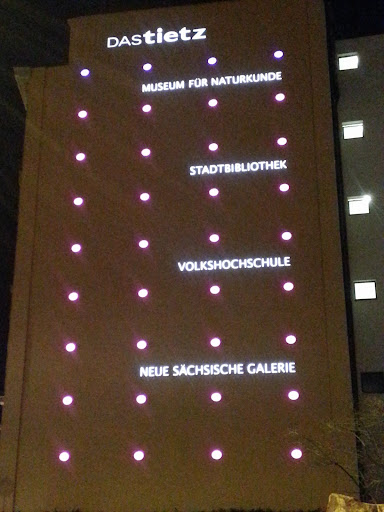 DAStietz
MUSEUM FÜR NATURKUNDE
STADTBIBLIOTHEK
VOLKSHOCHSCHULE
NEUE SÄCHSISCHE GALERIE